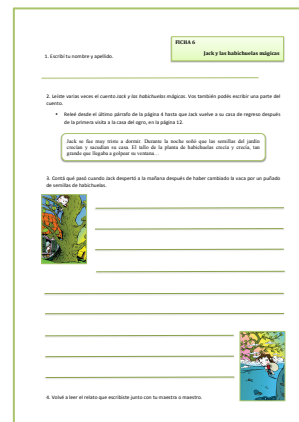 FICHA 6
Jack y las habichuelas mágicas
1. Escribí tu nombre y apellido.
2. Leíste varias veces el cuento Jack y las habichuelas mágicas. Vos también podés escribir una parte del
cuento.
• Releé desde el último párrafo de la página 4 hasta que Jack vuelve a su casa de regreso después
de la primera visita a la casa del ogro, en la página 12.
Jack se fue muy triste a dormir. Durante la noche soñó que las semillas del jardín
crecían y sacudían su casa. El tallo de la planta de habichuelas crecía y crecía, tan
grande que llegaba a golpear su ventana…
3. Contá qué pasó cuando Jack despertó a la mañana después de haber cambiado la vaca por un puñado
de semillas de habichuelas.
4. Volvé a leer el relato que escribiste junto con tu maestra o maestro.